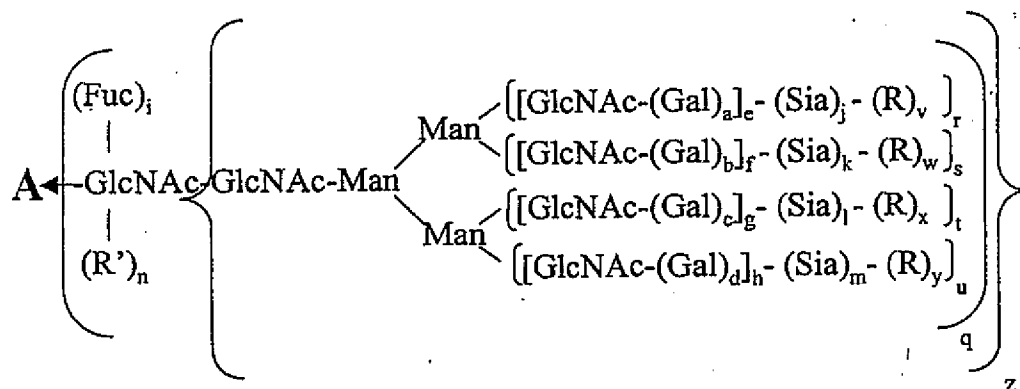 (Fuc)i
Man
([GlcNAc-(Gal)a]e- (Sia)j- (R)v )r
([GlcNAc-(Gal)b]f- (Sia)k- (R)w )s
A GlcNAc-GlcNAc-Man
Man
([GlcNAc-(Gal)c]g- (Sia)l- (R)x )t
([GlcNAc-(Gal)d]h- (Sia)m- (R)y )u
(R’)n
q
z